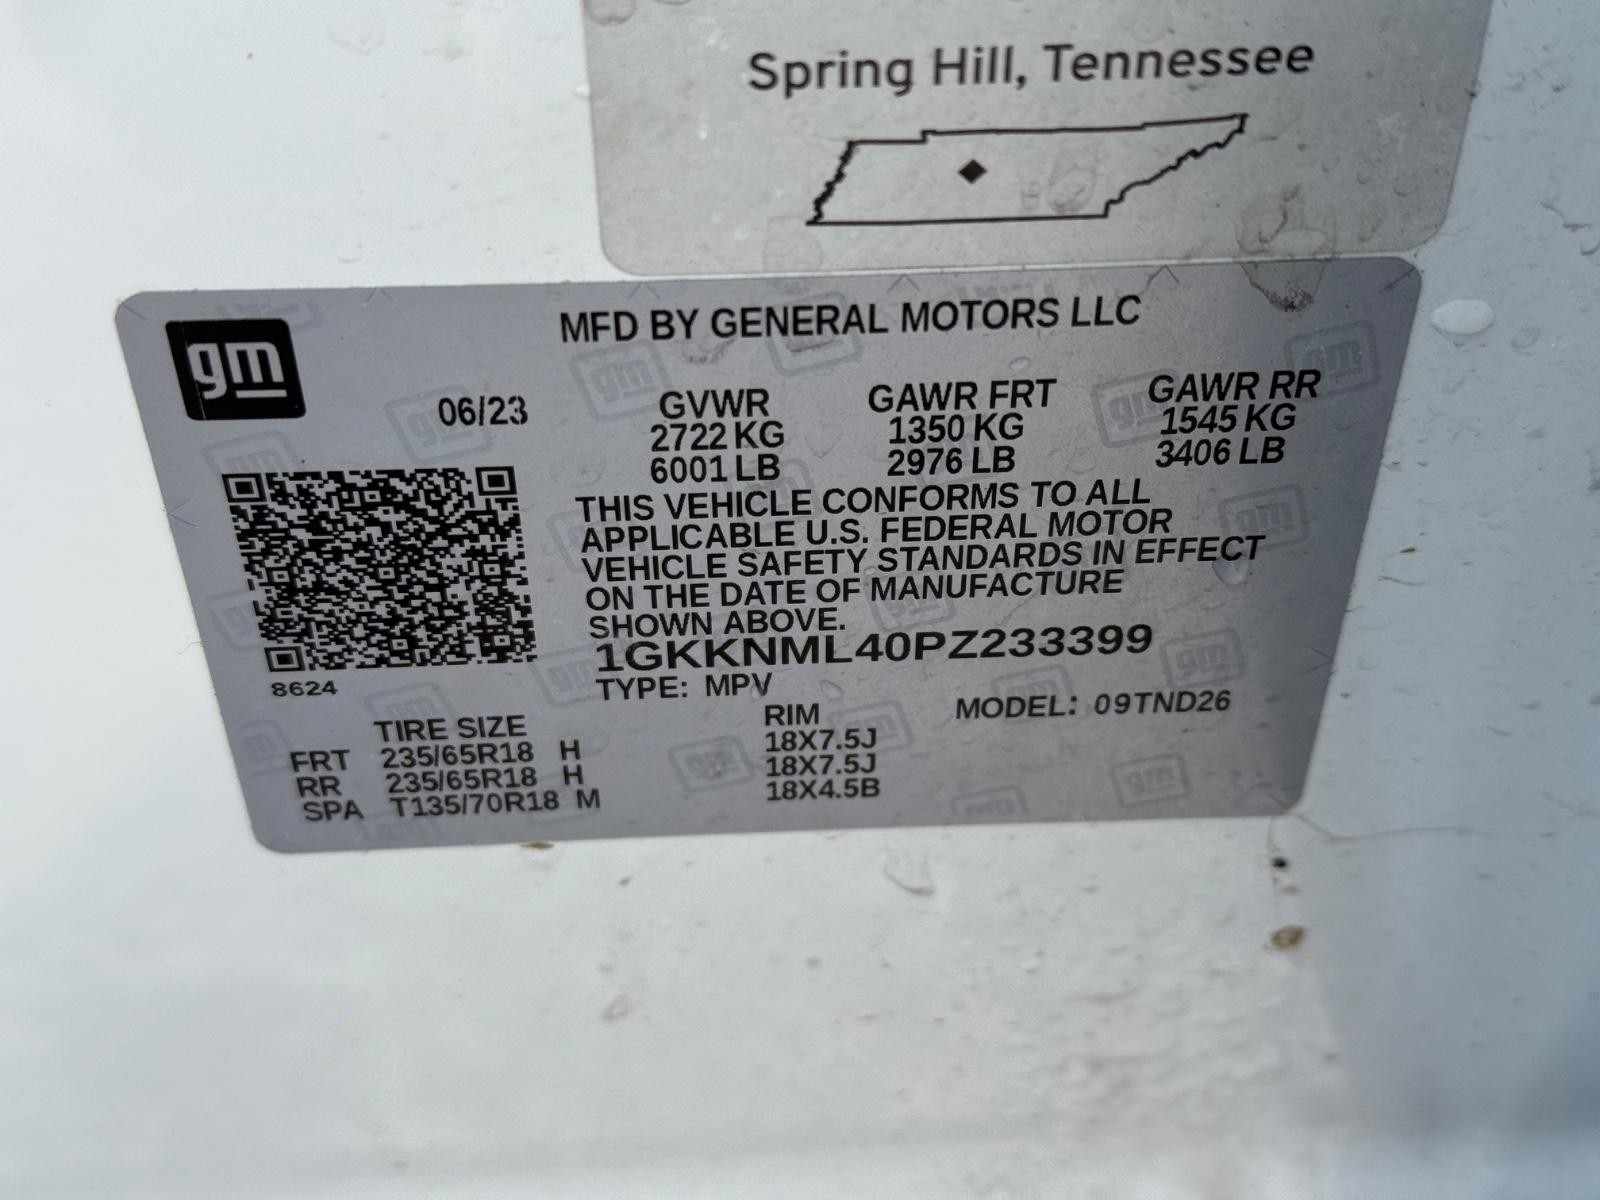 Spring Hill, Tennessee
gm
MFD BY GENERAL MOTORS LLC
06/23
GVWR GAWR FRT GAWR RR
2722 KG 1350 KG 1545 KG
6001 LB 2976 LB 3406 LB
THIS VEHICLE CONFORMS TO ALL
APPLICABLE U.S. FEDERAL MOTOR
VEHICLE SAFETY STANDARDS IN EFFECT
ON THE DATE OF MANUFACTURE
SHOWN ABOVE.
1GKKNML40PZ233399
8624
TYPE: MPV
MODEL: 09TND26
TIRE SIZE RIM
FRT 235/65R18 H 18X7.5J
RR 235/65R18 H 18X7.5J
SPA T135/70R18 M 18X4.5B